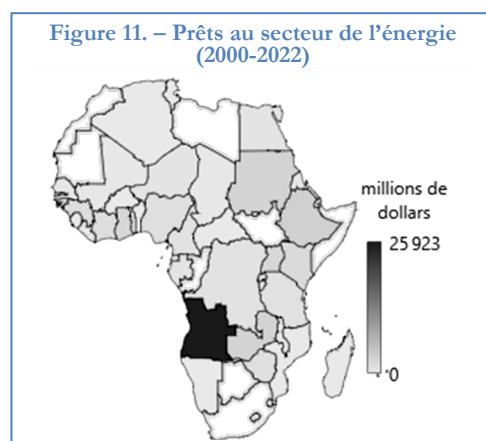 Figure 11. – Prêts au secteur de l’énergie
(2000-2022)
millions de
dollars
25 923
0